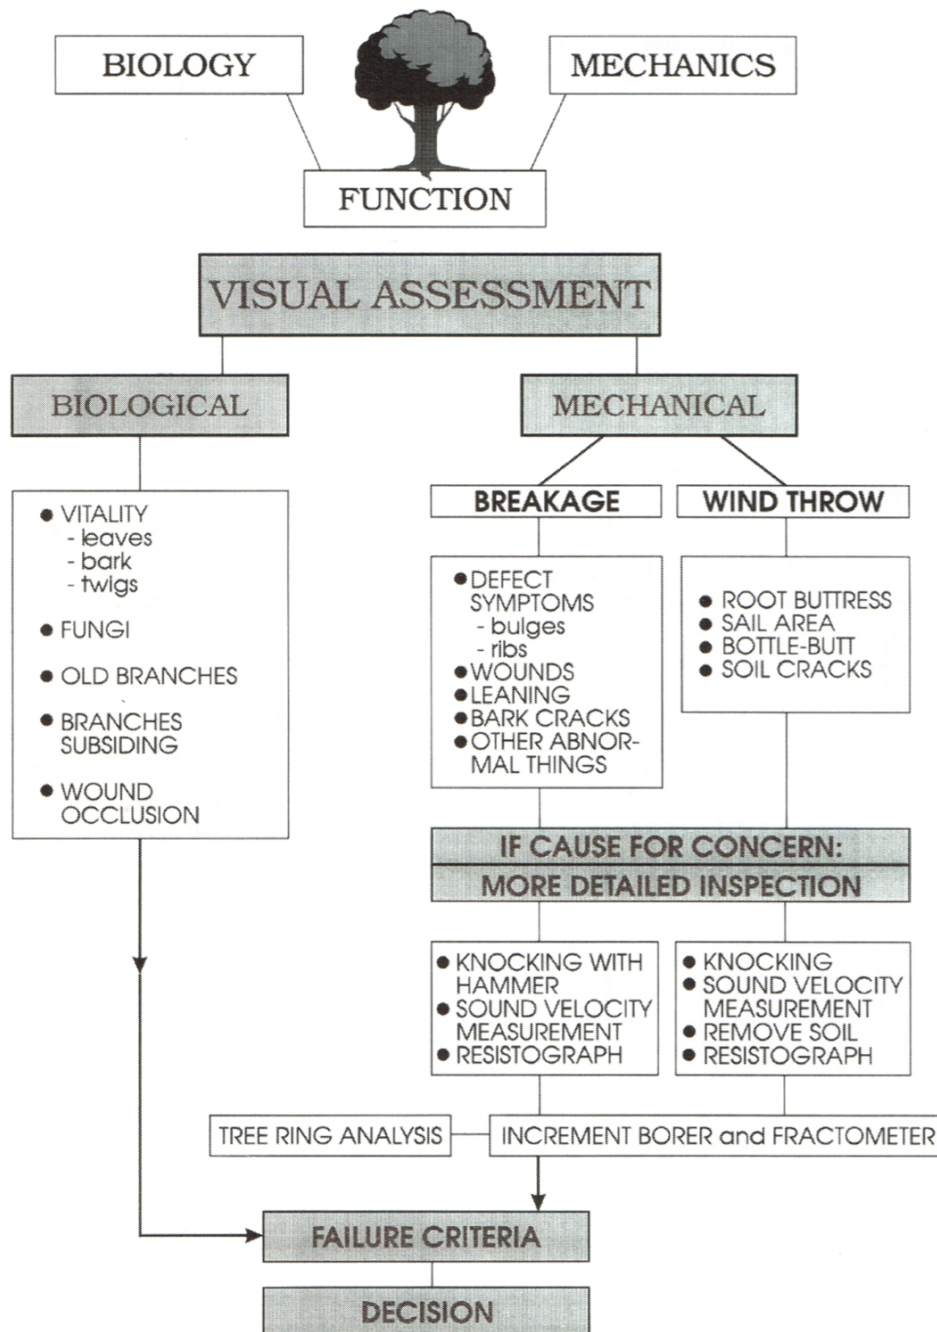 BIOLOGY
MECHANICS
FUNCTION
VISUAL ASSESSMENT
BIOLOGICAL
MECHANICAL
● VITALITY
- leaves
- bark
- twigs
● FUNGI
● OLD BRANCHES
● BRANCHES
SUBSIDING
● WOUND
OCCLUSION
BREAKAGE
● DEFECT
SYMPTOMS
- bulges
- ribs
● WOUNDS
● LEANING
● BARK CRACKS
● OTHER ABNOR-
MAL THINGS
WIND THROW
● ROOT BUTTRESS
● SAIL AREA
● BOTTLE-BUTT
● SOIL CRACKS
IF CAUSE FOR CONCERN:
MORE DETAILED INSPECTION
● KNOCKING WITH
HAMMER
● SOUND VELOCITY
MEASUREMENT
● RESISTOGRAPH
● KNOCKING
● SOUND VELOCITY
MEASUREMENT
● REMOVE SOIL
● RESISTOGRAPH
TREE RING ANALYSIS
INCREMENT BORER and FRACTOMETER
FAILURE CRITERIA
DECISION